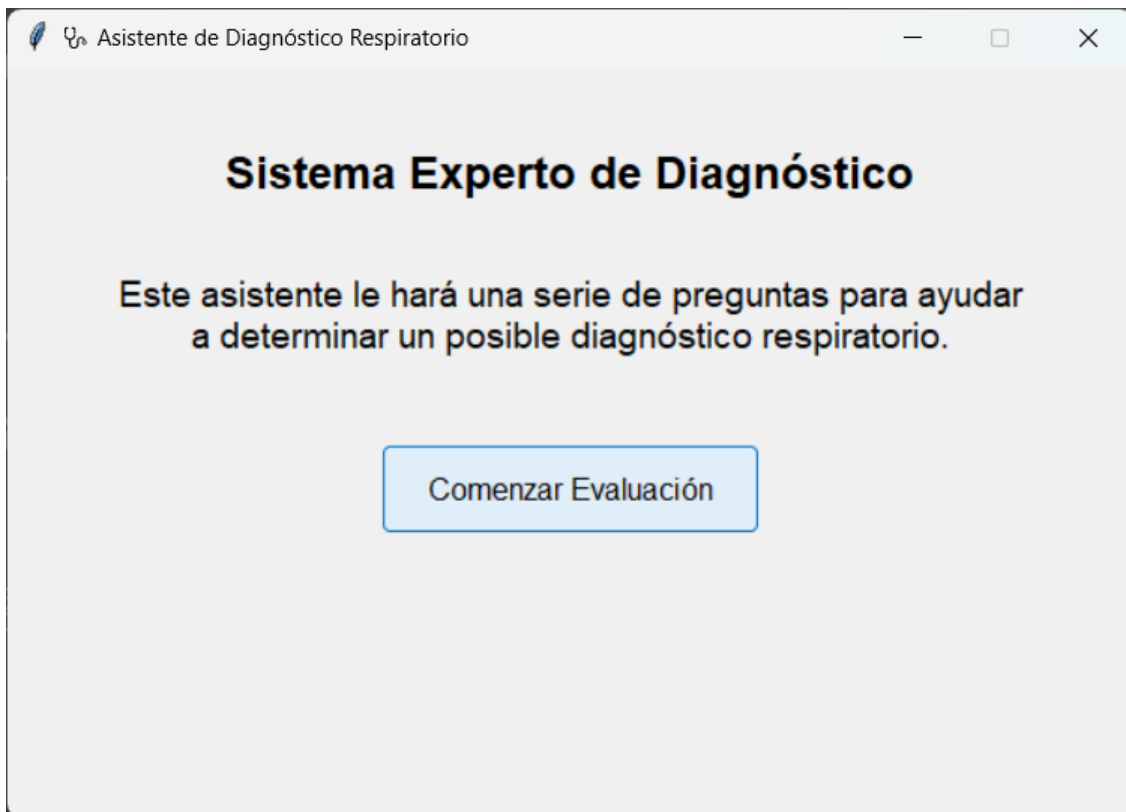 Asistente de Diagnóstico Respiratorio
Sistema Experto de Diagnóstico
Este asistente le hará una serie de preguntas para ayudar
a determinar un posible diagnóstico respiratorio.
Comenzar Evaluación